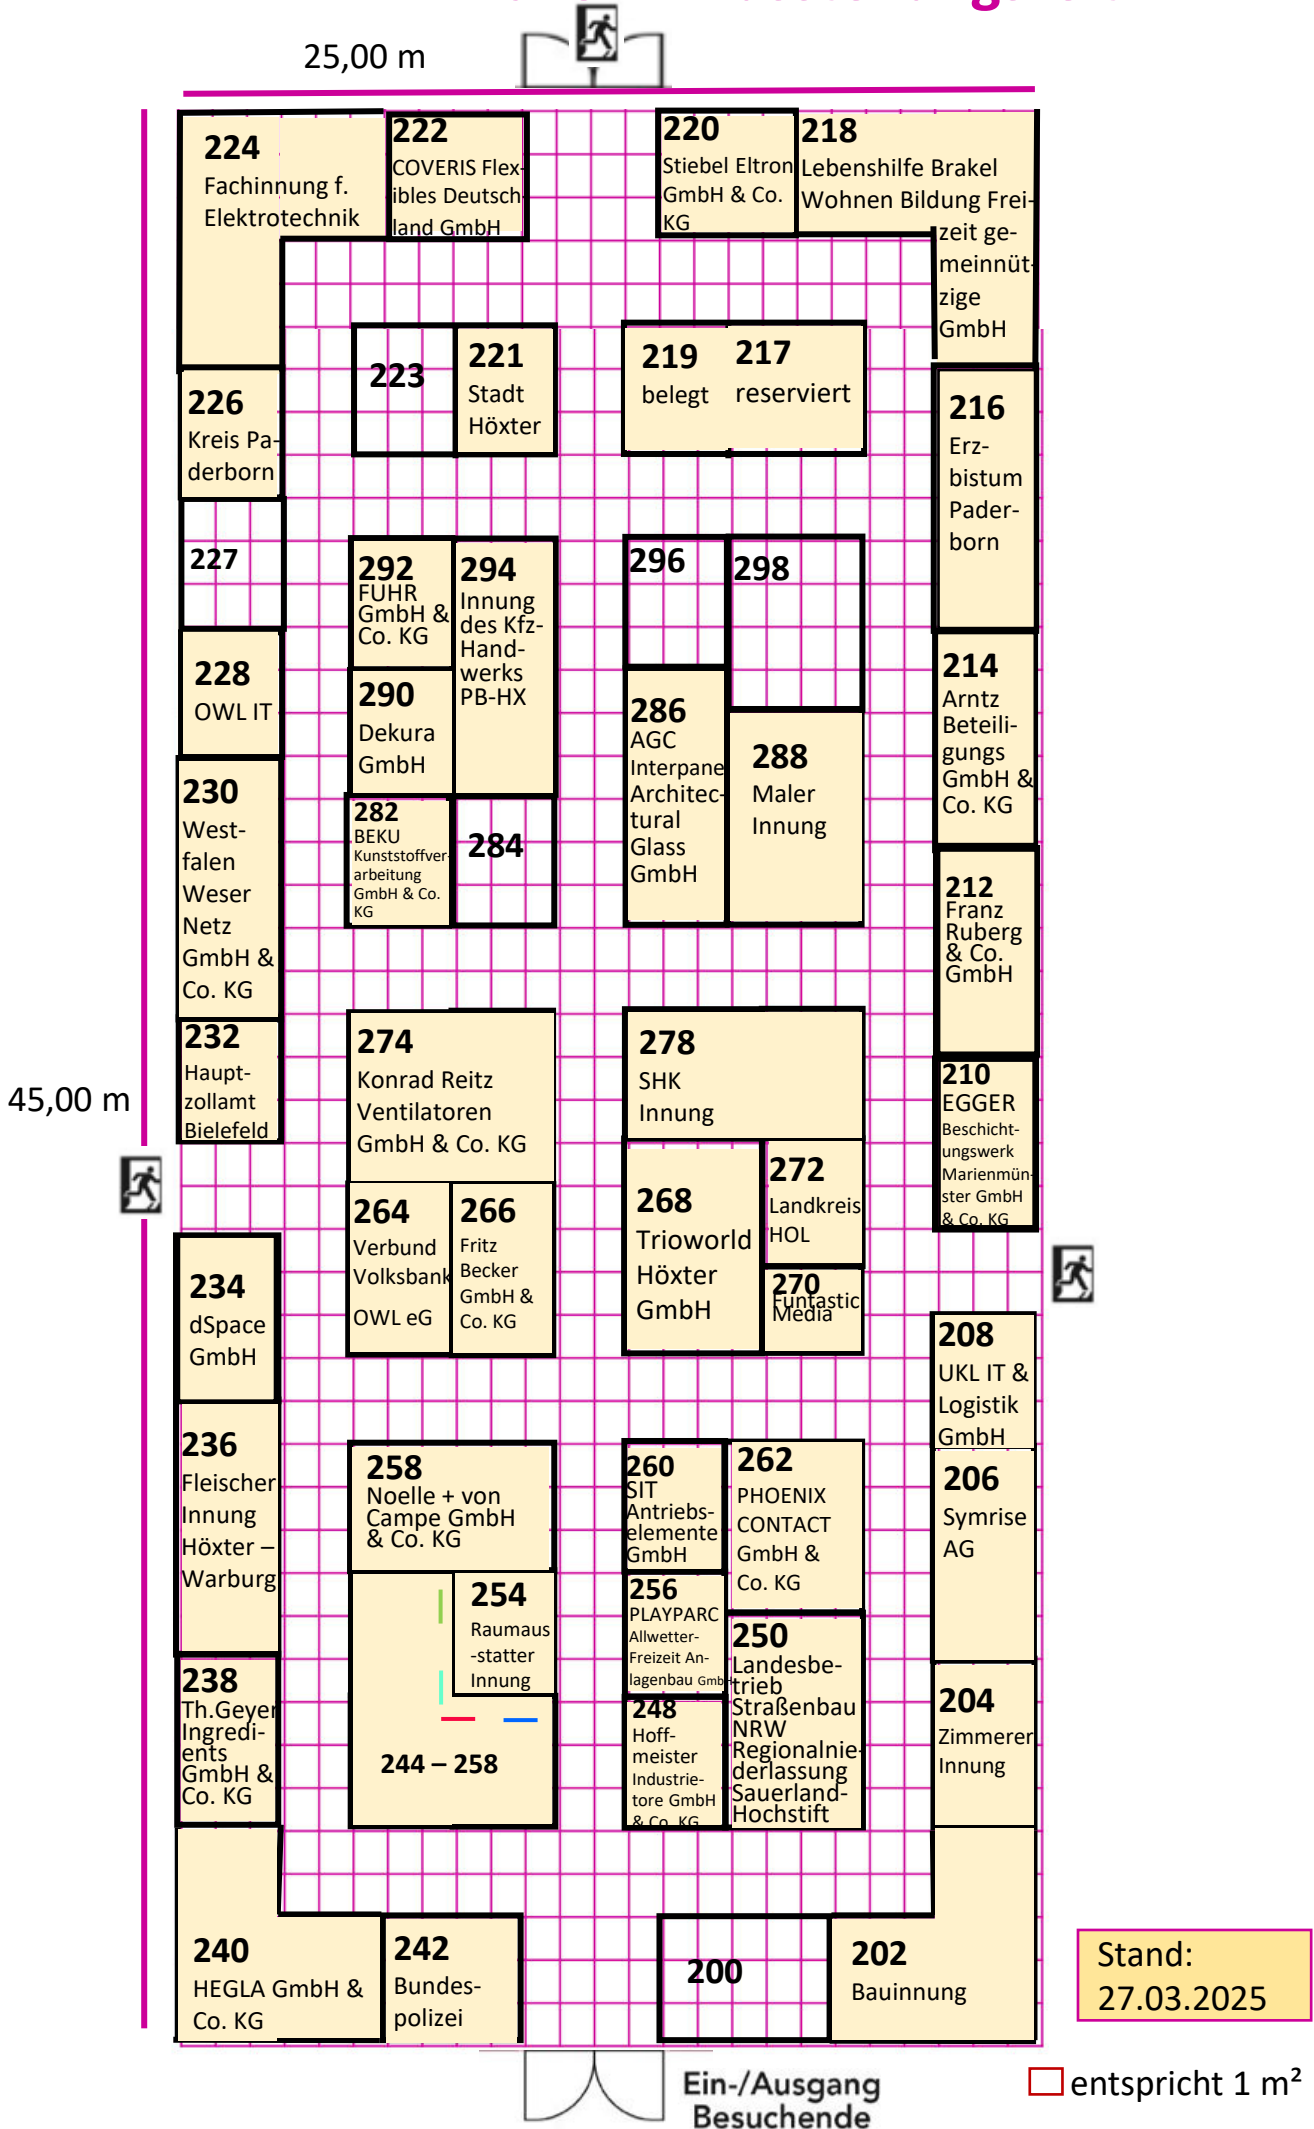 25,00 m
224
Fachinnung f.
Elektrotechnik
222
COVERIS Flex-
ibles Deutsch-
land GmbH
220
Stiebel Eltron
GmbH & Co.
KG
218
Lebenshilfe Brakel
Wohnen Bildung Frei-
zeit ge-
meinnüt-
zige
GmbH
223
221
Stadt
Höxter
219
belegt
217
reserviert
226
Kreis Pa-
derborn
216
Erz-
bistum
Pader-
born
227
292
FUHR
GmbH &
Co. KG
294
Innung
des Kfz-
Hand-
werks
PB-HX
296
298
228
OWL IT
290
Dekura
GmbH
286
AGC
Interpane
Architec-
tural
Glass
GmbH
288
Maler
Innung
214
Arntz
Beteili-
gungs
GmbH &
Co. KG
230
West-
falen
Weser
Netz
GmbH &
Co. KG
282
BEKU
Kunststoffver-
arbeitung
GmbH & Co.
KG
284
212
Franz
Ruberg
& Co.
GmbH
232
Haupt-
zollamt
Bielefeld
274
Konrad Reitz
Ventilatoren
GmbH & Co. KG
278
SHK
Innung
210
EGGER
Beschicht-
ungswerk
Marienmün-
ster GmbH
& Co. KG
45,00 m
264
Verbund
Volksbank
OWL eG
266
Fritz
Becker
GmbH &
Co. KG
268
Trioworld
Höxter
GmbH
272
Landkreis
HOL
270
Funtastic
Media
234
dSpace
GmbH
208
UKL IT &
Logistik
GmbH
236
Fleischer
Innung
Höxter –
Warburg
258
Noelle + von
Campe GmbH
& Co. KG
260
SIT
Antriebs-
elemente
GmbH
262
PHOENIX
CONTACT
GmbH &
Co. KG
206
Symrise
AG
254
Raumaus
-statter
Innung
256
PLAYPARC
Allwetter-
Freizeit An-
lagenbau GmbH
250
Landesbe-
trieb
Straßenbau
NRW
Regionalnie-
derlassung
Sauerland-
Hochstift
238
Th.Geyer
Ingredi-
ents
GmbH &
Co. KG
244 – 258
248
Hoff-
meister
Industrie-
tore GmbH
& Co. KG
204
Zimmerer
Innung
240
HEGLA GmbH &
Co. KG
242
Bundes-
polizei
200
202
Bauinnung
Stand:
27.03.2025
Ein-/Ausgang
Besuchende
entspricht 1 m²